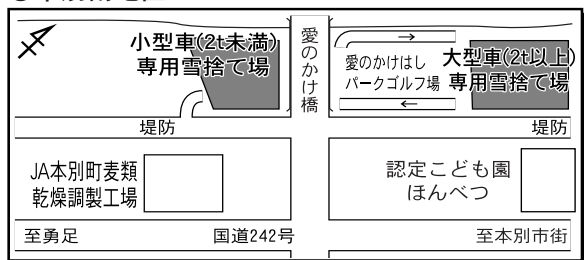 小型車(2t未満)
専用雪捨て場
愛のかけ橋
愛のかけはし
パークゴルフ場
大型車(2t以上)
専用雪捨て場
堤防
堤防
JA本別町麦類
乾燥調製工場
認定こども園
ほんべつ
至勇足
国道242号
至本別市街